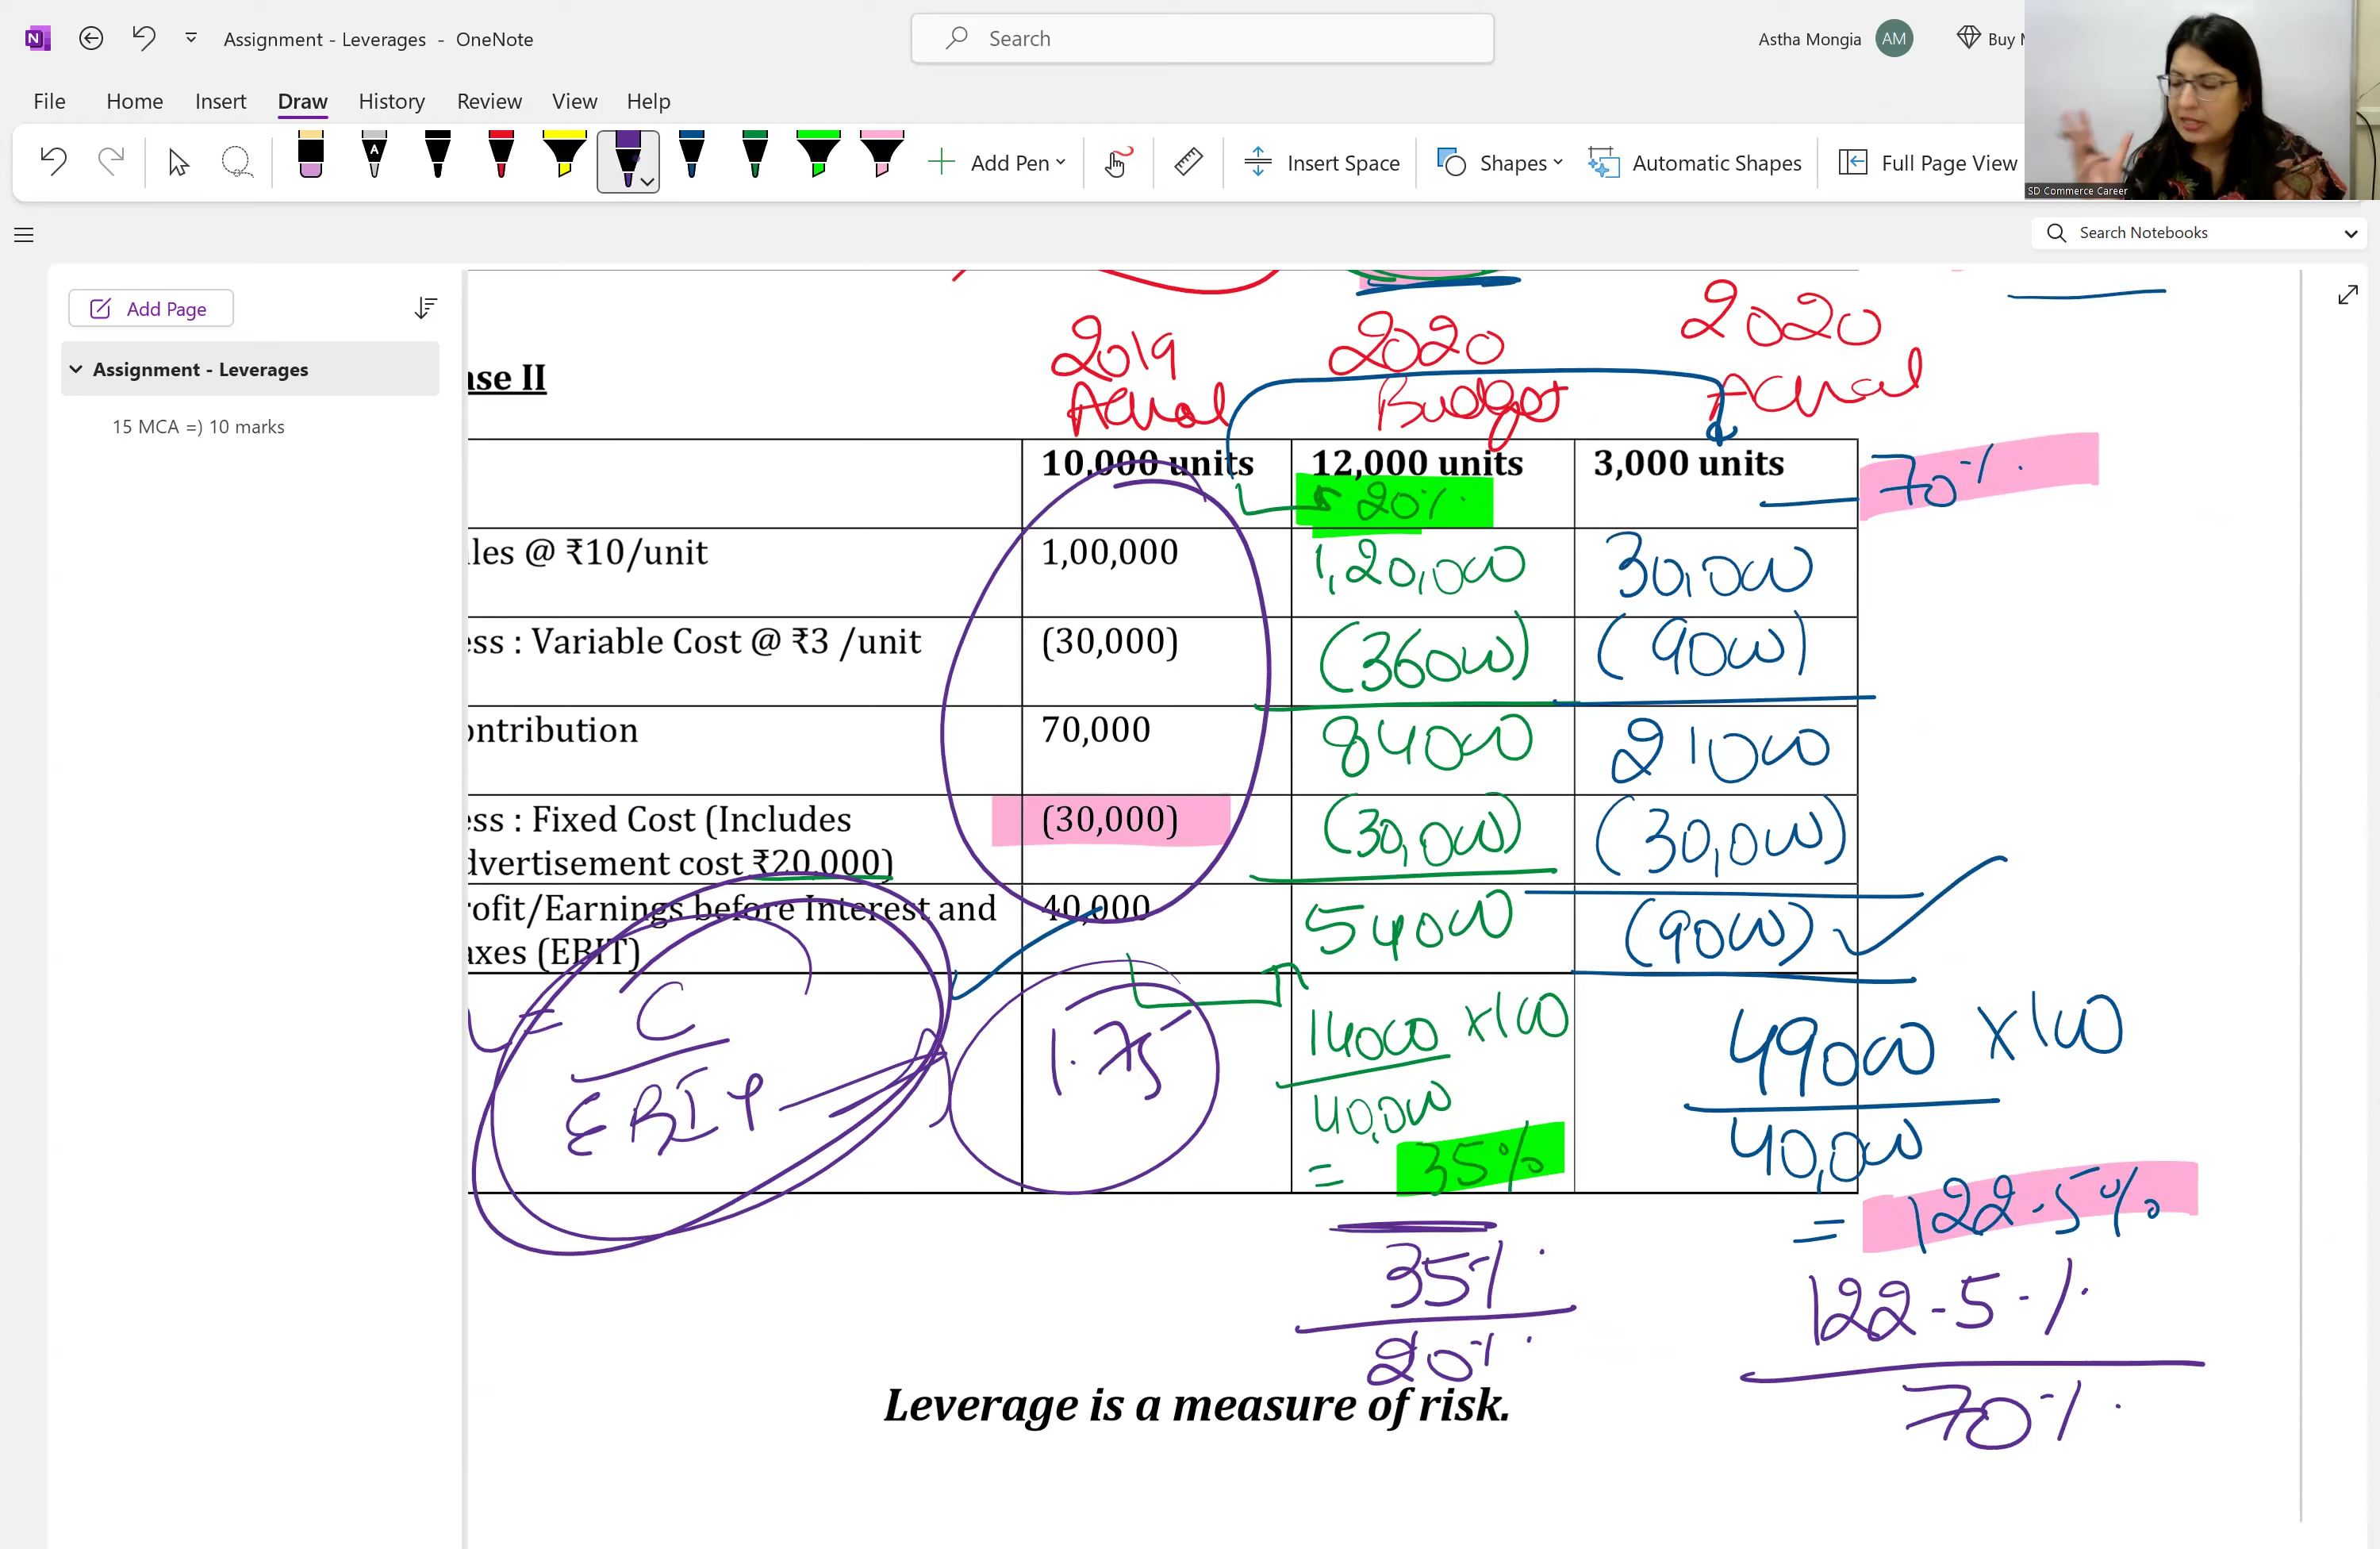 Assignment - Leverages - OneNote
Search
Astha Mongia AM Buy
SD Commerce Career
File Home Insert Draw History Review View Help
Add Pen Insert Space Shapes Automatic Shapes Full Page View
Search Notebooks
Add Page
Assignment - Leverages
15 MCA =) 10 marks
2019 2020 2020
Actual Budget Actual
ase II
10,000 units 12,000 units 3,000 units 70%
20%
les @ ₹10/unit 1,00,000 1,20,000 30,000
ess : Variable Cost @ ₹3 /unit (30,000) (36000) (9000)
ontribution 70,000 84000 21000
ess : Fixed Cost (Includes (30,000) (30,000) (30,000)
dvertisement cost ₹20,000)
rofit/Earnings before Interest and 40,000 54000 (9000)
axes (EBIT)
= C 1.75 14000 x100 49000 x100
EBIT 40,000 40,000
= 35% = 122.5%
35% 122.5%
20% 70%
Leverage is a measure of risk.